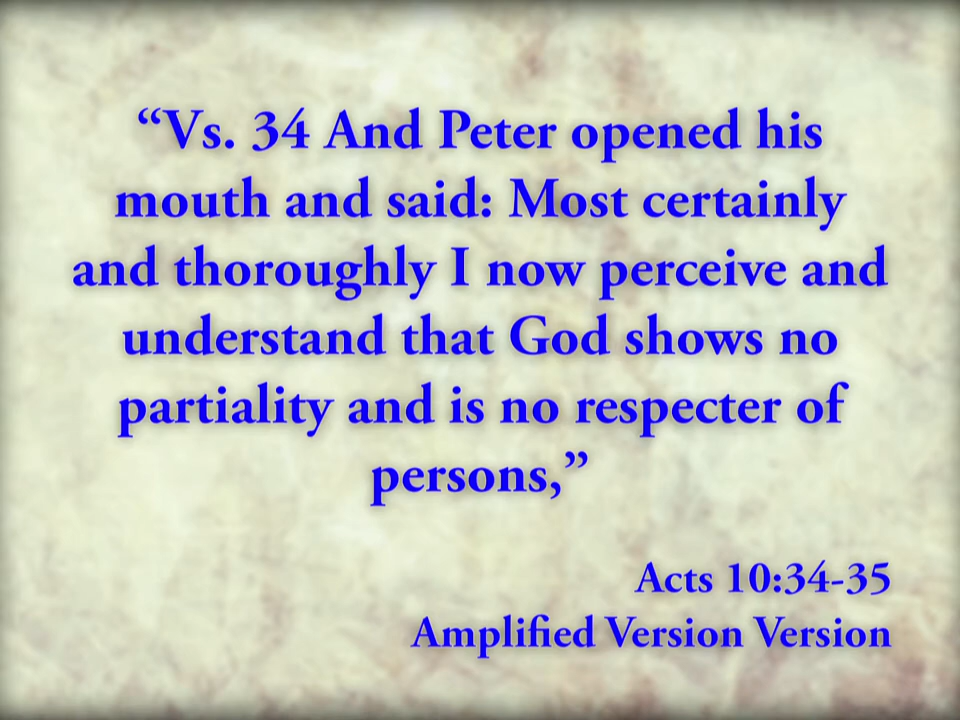 “Vs. 34 And Peter opened his
mouth and said: Most certainly
and thoroughly I now perceive and
understand that God shows no
partiality and is no respecter of
persons,”
Acts 10:34-35
Amplified Version Version